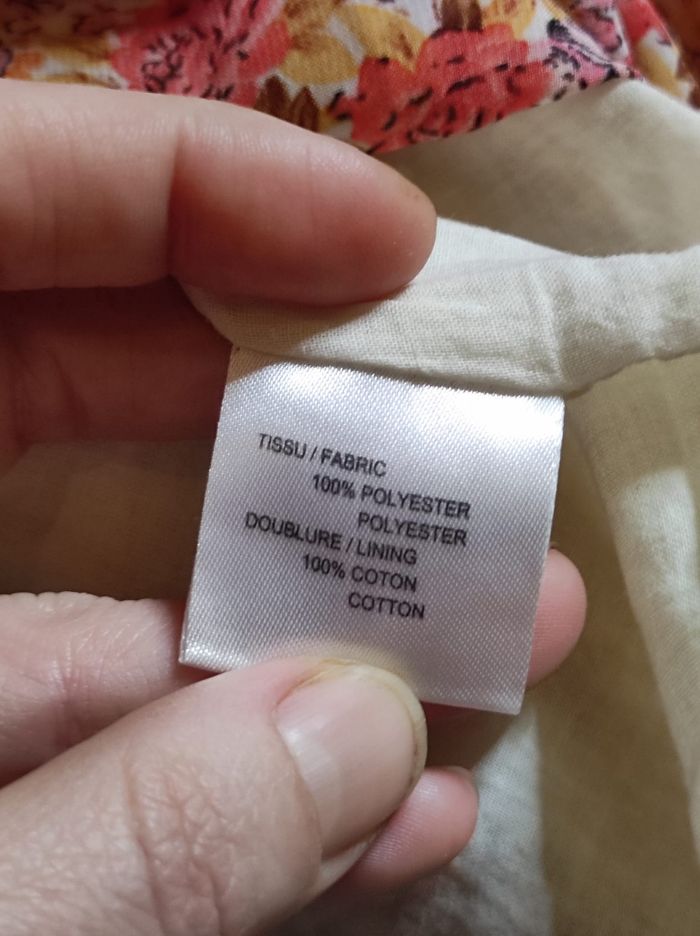 TISSU / FABRIC
100% POLYESTER
POLYESTER
DOUBLURE / LINING
100% COTON
COTTON